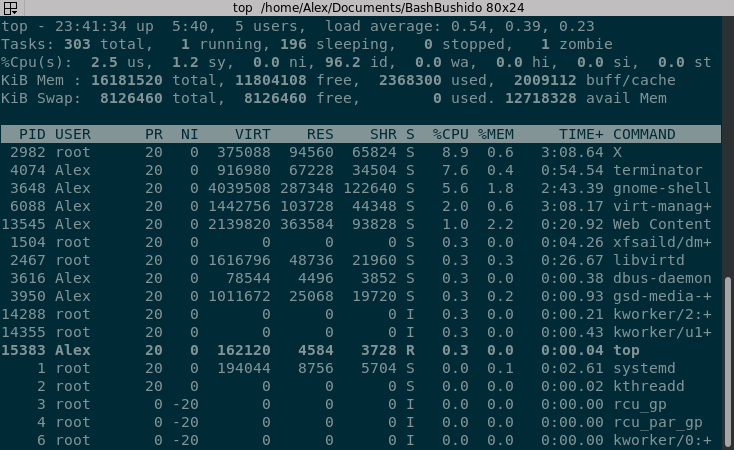 top  /home/Alex/Documents/BashBushido 80x24
top - 23:41:34 up  5:40,  5 users,  load average: 0.54, 0.39, 0.23
Tasks: 303 total,   1 running, 196 sleeping,   0 stopped,   1 zombie
%Cpu(s):  2.5 us,  1.2 sy,  0.0 ni, 96.2 id,  0.0 wa,  0.0 hi,  0.0 si,  0.0 st
KiB Mem : 16181520 total, 11804108 free,  2368300 used,  2009112 buff/cache
KiB Swap:  8126460 total,  8126460 free,        0 used. 12718328 avail Mem
  PID USER      PR  NI    VIRT    RES    SHR S  %CPU %MEM     TIME+ COMMAND
 2982 root      20   0  375088  94560  65824 S   8.9  0.6   3:08.64 X
 4074 Alex      20   0  916980  67228  34504 S   7.6  0.4   0:54.54 terminator
 3648 Alex      20   0 4039508 287348 122640 S   5.6  1.8   2:43.39 gnome-shell
 6088 Alex      20   0 1442756 103728  44348 S   2.0  0.6   3:08.17 virt-manag+
13545 Alex      20   0 2139820 363584  93828 S   1.0  2.2   0:20.92 Web Content
 1504 root      20   0       0      0      0 S   0.3  0.0   0:04.26 xfsaild/dm+
 2467 root      20   0 1616796  48736  21960 S   0.3  0.3   0:26.67 libvirtd
 3616 Alex      20   0   78544   4496   3852 S   0.3  0.0   0:00.38 dbus-daemon
 3950 Alex      20   0 1011672  25068  19720 S   0.3  0.2   0:00.93 gsd-media-+
14288 root      20   0       0      0      0 I   0.3  0.0   0:00.21 kworker/2:+
14355 root      20   0       0      0      0 I   0.3  0.0   0:00.43 kworker/u1+
15383 Alex      20   0  162120   4584   3728 R   0.3  0.0   0:00.04 top
    1 root      20   0  194044   8756   5704 S   0.0  0.1   0:02.61 systemd
    2 root      20   0       0      0      0 S   0.0  0.0   0:00.02 kthreadd
    3 root       0 -20       0      0      0 I   0.0  0.0   0:00.00 rcu_gp
    4 root       0 -20       0      0      0 I   0.0  0.0   0:00.00 rcu_par_gp
    6 root       0 -20       0      0      0 I   0.0  0.0   0:00.00 kworker/0:+